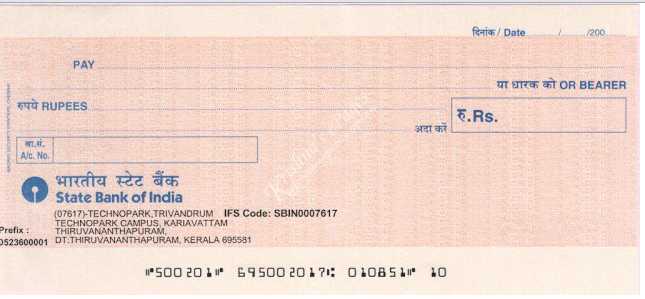 दिनांक / Date / /200
PAY
या धारक को OR BEARER
रुपये RUPEES
अदा करें
रु.Rs.
खा.सं.
A/c. No.
भारतीय स्टेट बैंक
State Bank of India
(07617)-TECHNOPARK,TRIVANDRUM IFS Code: SBIN0007617
TECHNOPARK CAMPUS, KARIAVATTAM
Prefix : THIRUVANANTHAPURAM,
0523600001 DT:THIRUVANANTHAPURAM, KERALA 695581
⑈500201⑈ 695002017⑆ 010851⑈ 10